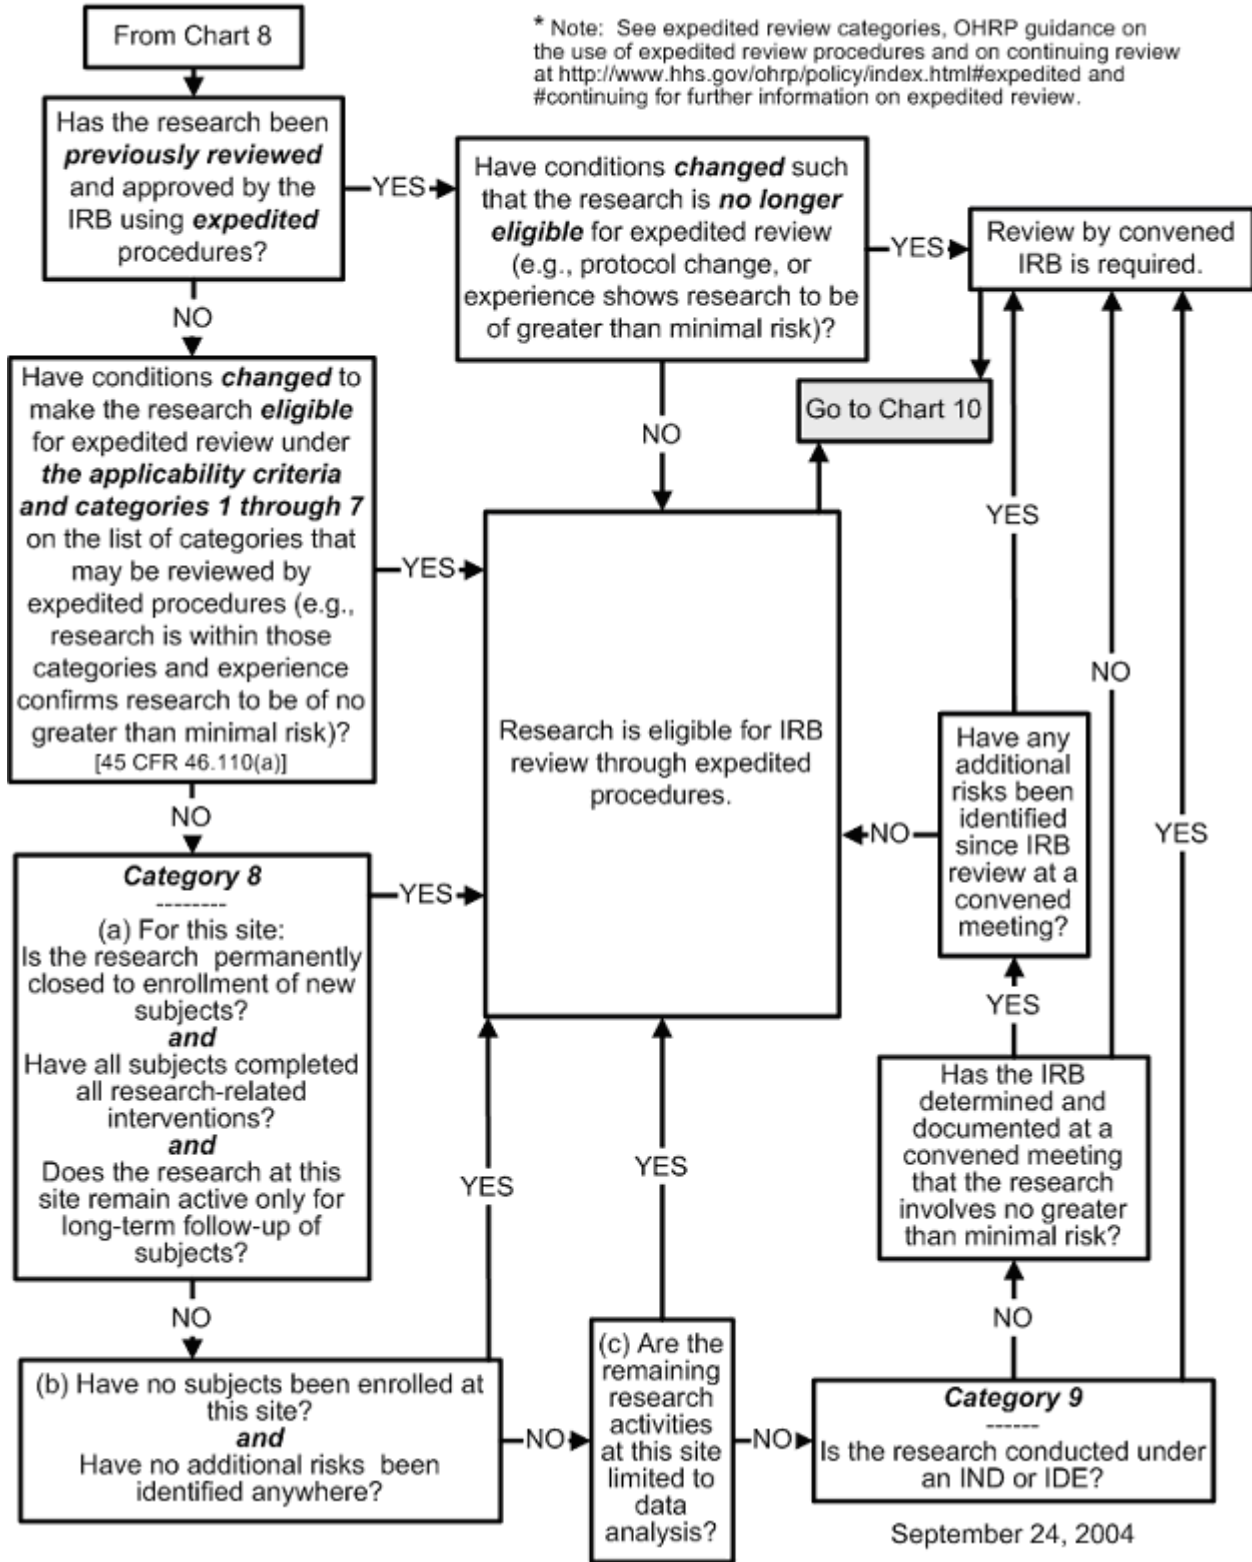 From Chart 8
* Note: See expedited review categories, OHRP guidance on
the use of expedited review procedures and on continuing review
at http://www.hhs.gov/ohrp/policy/index.html#expedited and
#continuing for further information on expedited review.
Has the research been
previously reviewed
and approved by the
IRB using expedited
procedures?
YES
Have conditions changed such
that the research is no longer
eligible for expedited review
(e.g., protocol change, or
experience shows research to be
of greater than minimal risk)?
YES
Review by convened
IRB is required.
NO
NO
Go to Chart 10
Have conditions changed to
make the research eligible
for expedited review under
the applicability criteria
and categories 1 through 7
on the list of categories that
may be reviewed by
expedited procedures (e.g.,
research is within those
categories and experience
confirms research to be of no
greater than minimal risk)?
[45 CFR 46.110(a)]
YES
Research is eligible for IRB
review through expedited
procedures.
YES
NO
YES
Have any
additional
risks been
identified
since IRB
review at a
convened
meeting?
NO
NO
Category 8
--------
(a) For this site:
Is the research permanently
closed to enrollment of new
subjects?
and
Have all subjects completed
all research-related
interventions?
and
Does the research at this
site remain active only for
long-term follow-up of
subjects?
YES
YES
YES
YES
Has the IRB
determined and
documented at a
convened meeting
that the research
involves no greater
than minimal risk?
NO
NO
(b) Have no subjects been enrolled at
this site?
and
Have no additional risks been
identified anywhere?
NO
(c) Are the
remaining
research
activities
at this site
limited to
data
analysis?
NO
Category 9
------
Is the research conducted under
an IND or IDE?
September 24, 2004